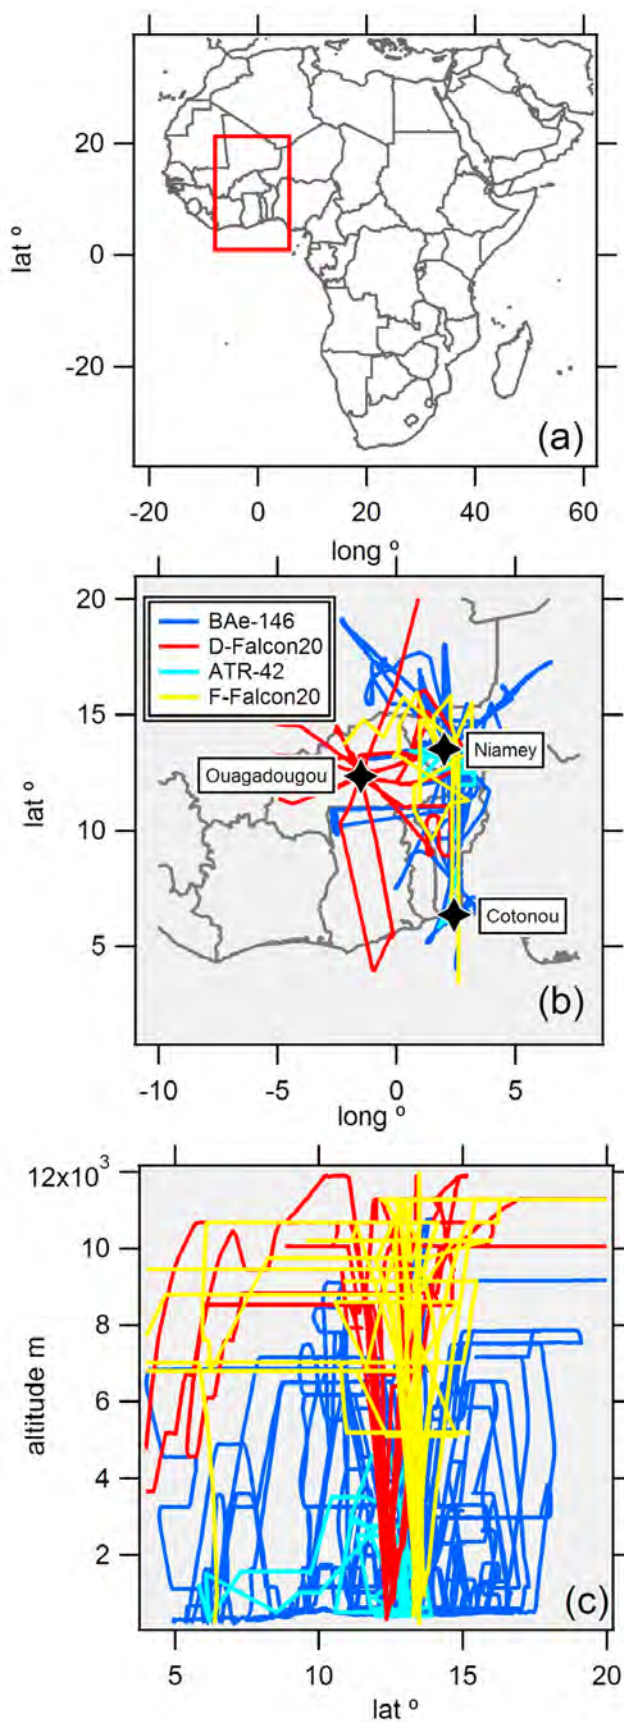 20
0
-20
lat º
(a)
-20 0 20 40 60
long º
20
15
10
5
lat º
BAe-146
D-Falcon20
ATR-42
F-Falcon20
Niamey
Ouagadougou
Cotonou
(b)
-10 -5 0 5
long º
12x10³
10
8
6
4
2
altitude m
(c)
5 10 15 20
lat º